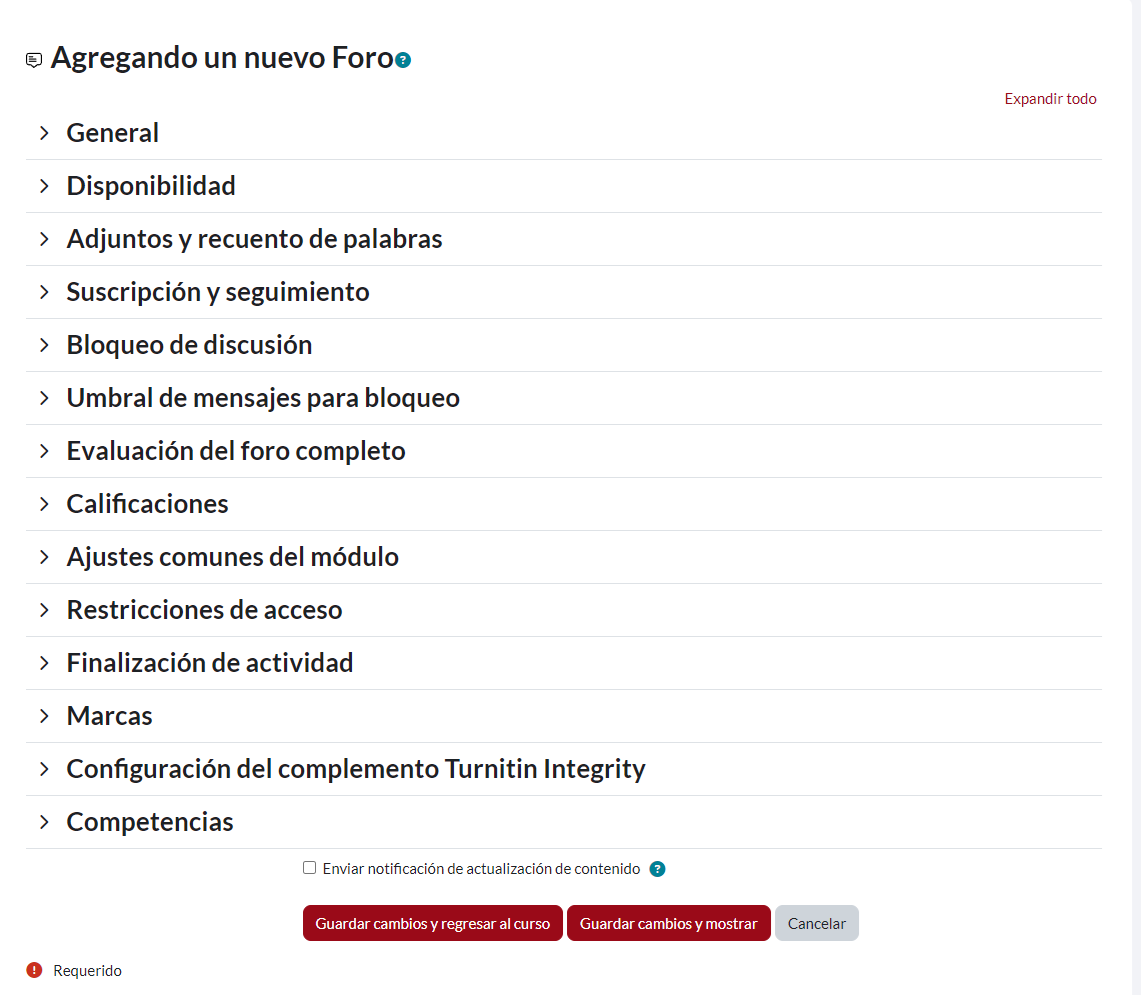 Agregando un nuevo Foro
Expandir todo
General
Disponibilidad
Adjuntos y recuento de palabras
Suscripción y seguimiento
Bloqueo de discusión
Umbral de mensajes para bloqueo
Evaluación del foro completo
Calificaciones
Ajustes comunes del módulo
Restricciones de acceso
Finalización de actividad
Marcas
Configuración del complemento Turnitin Integrity
Competencias
Enviar notificación de actualización de contenido
Guardar cambios y regresar al curso Guardar cambios y mostrar Cancelar
Requerido